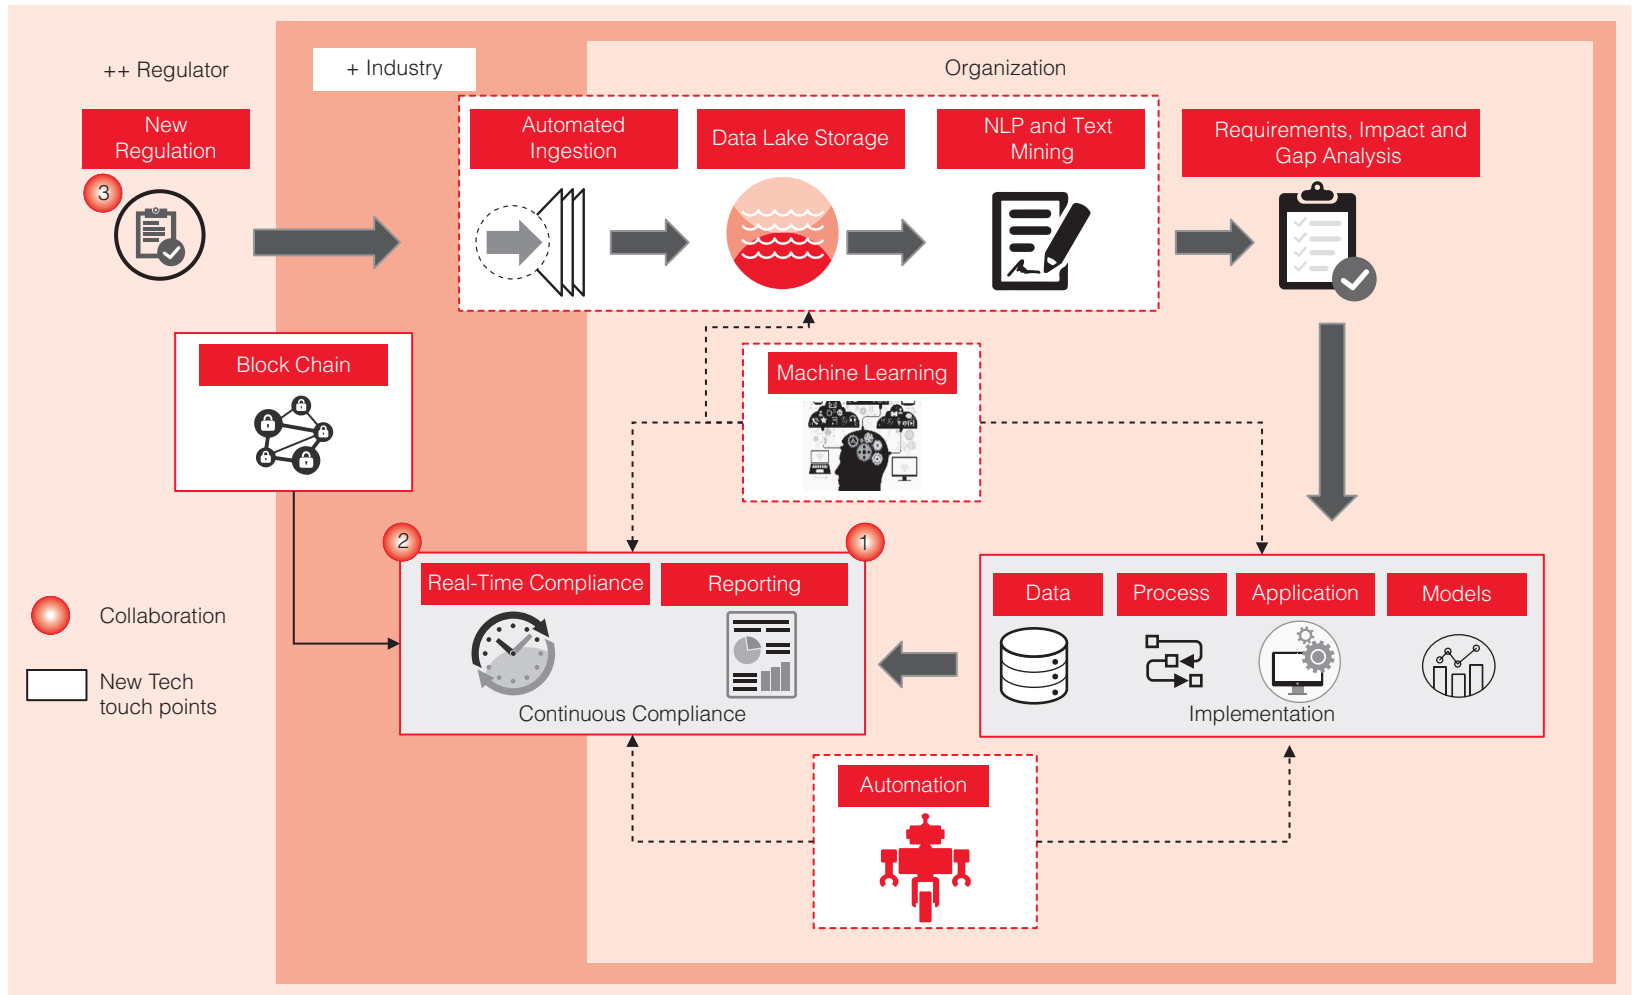 ++ Regulator
+ Industry
Organization
New
Regulation
Automated
Ingestion
Data Lake Storage
NLP and Text
Mining
Requirements, Impact and
Gap Analysis
3
Block Chain
Machine Learning
2
1
Real-Time Compliance
Reporting
Continuous Compliance
Data
Process
Application
Models
Implementation
Collaboration
New Tech
touch points
Automation